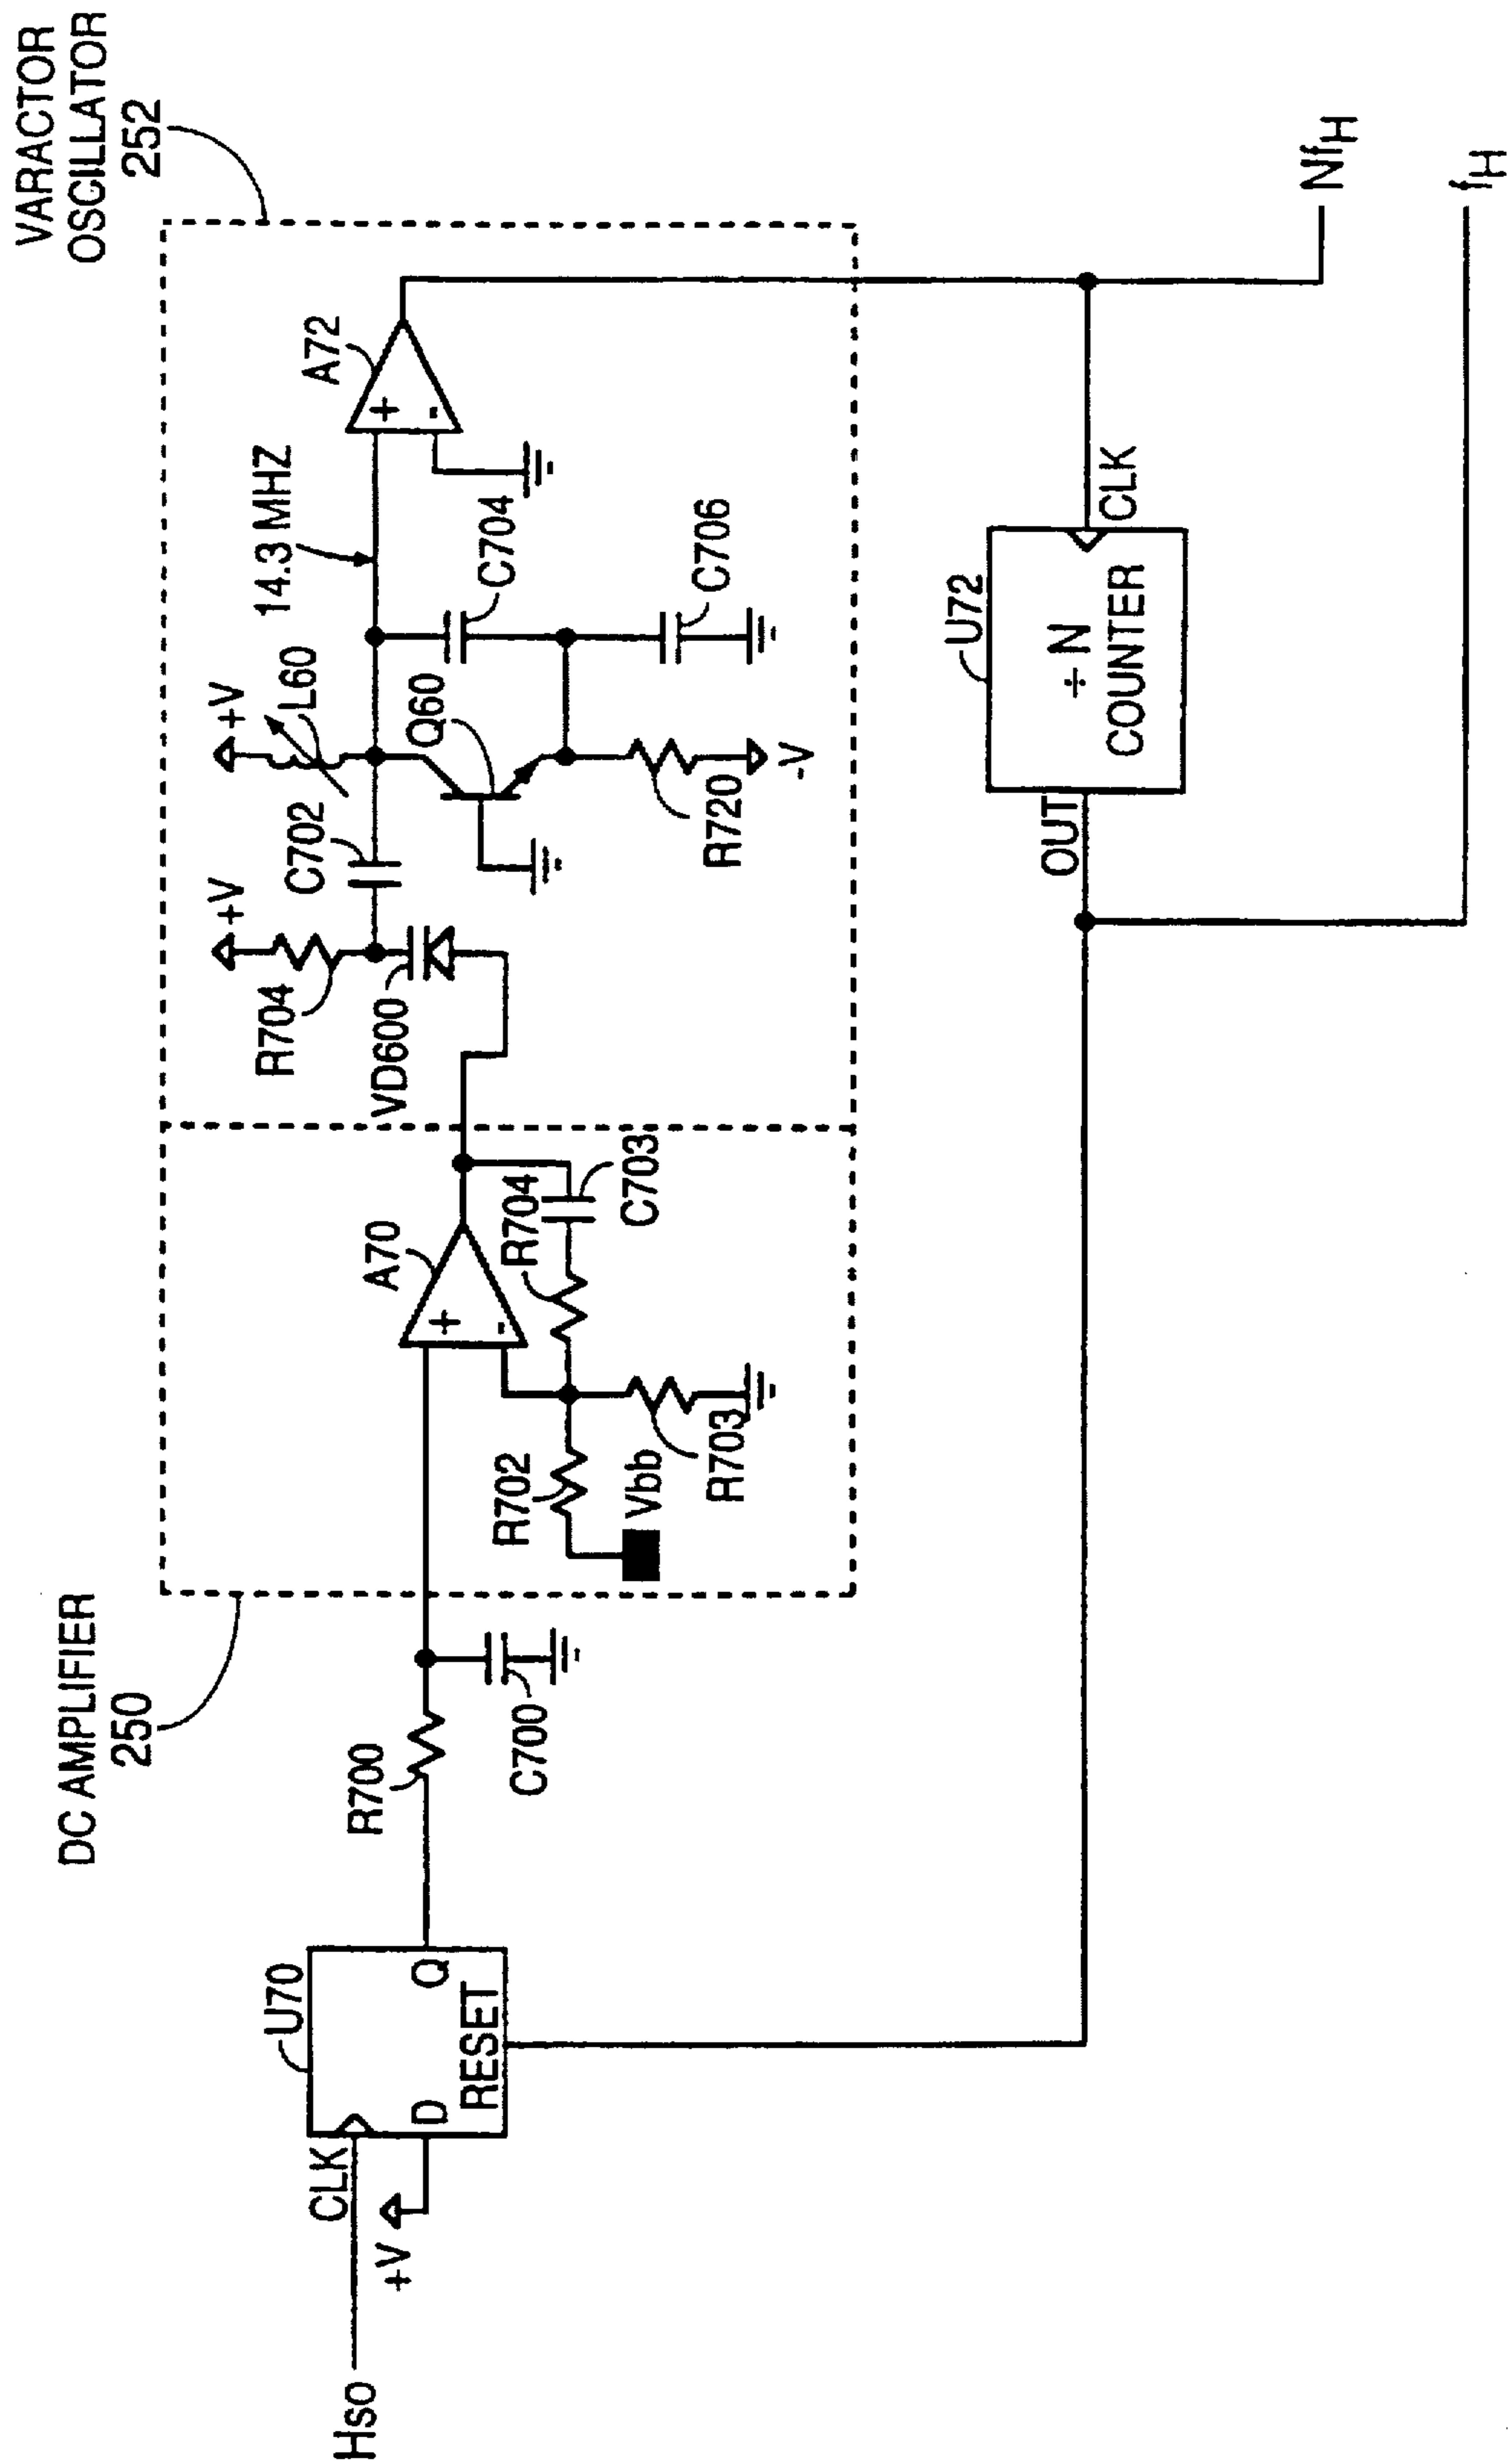 VARACTOR
OSCILLATOR
252
DC AMPLIFIER
250
Hso
CLK
+V
D
Q
RESET
U70
R700
C700
A70
+
-
R702
Vbb
R703
R704
C703
R704
+V
VD600
C702
+V
L60
Q60
R720
-V
14.3 MHZ
C704
C706
A72
+
-
U72
÷ N
COUNTER
OUT
CLK
NfH
fH